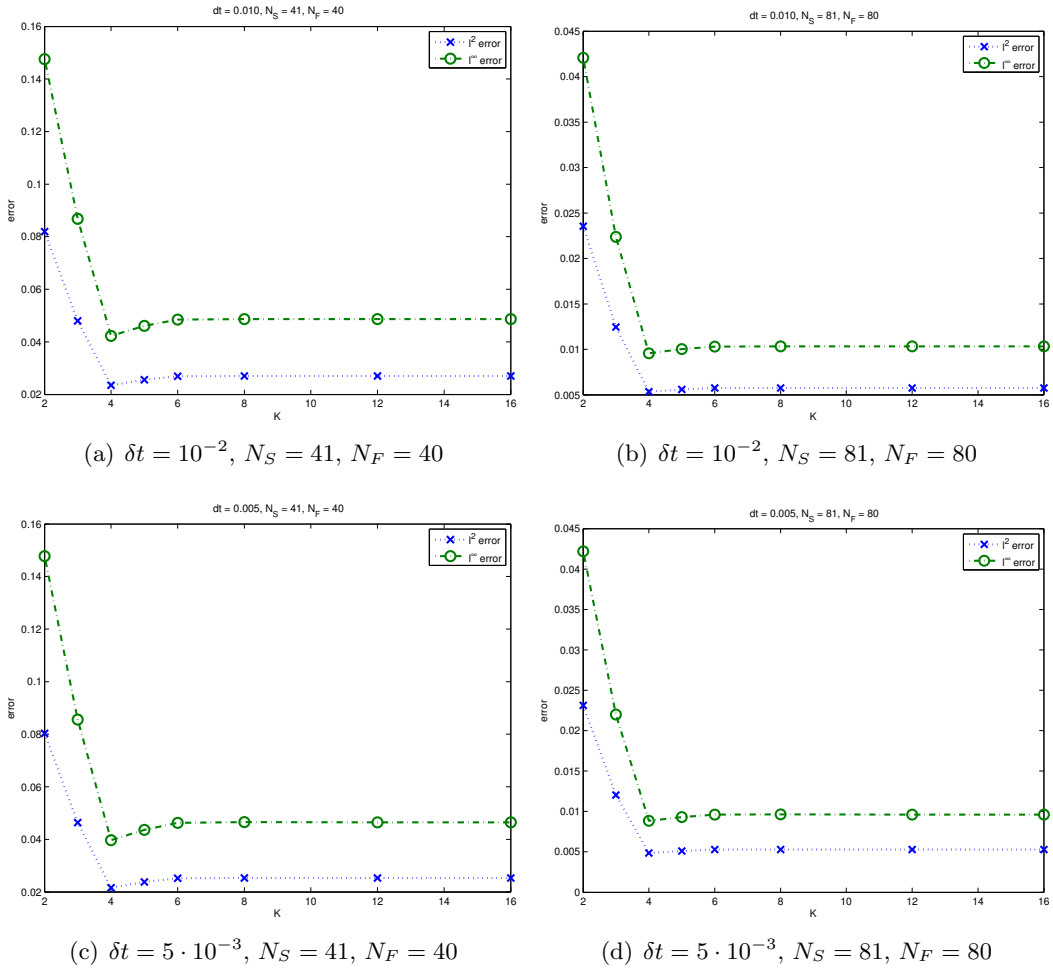 dt = 0.010, N_S = 41, N_F = 40
0.16
0.14
0.12
0.1
0.08
0.06
0.04
0.02
error
2 4 6 8 10 12 14 16
K
l² error
l^∞ error
(a) δt = 10⁻², N_S = 41, N_F = 40
dt = 0.010, N_S = 81, N_F = 80
0.045
0.04
0.035
0.03
0.025
0.02
0.015
0.01
0.005
error
2 4 6 8 10 12 14 16
K
l² error
l^∞ error
(b) δt = 10⁻², N_S = 81, N_F = 80
dt = 0.005, N_S = 41, N_F = 40
0.16
0.14
0.12
0.1
0.08
0.06
0.04
0.02
error
2 4 6 8 10 12 14 16
K
l² error
l^∞ error
(c) δt = 5 · 10⁻³, N_S = 41, N_F = 40
dt = 0.005, N_S = 81, N_F = 80
0.045
0.04
0.035
0.03
0.025
0.02
0.015
0.01
0.005
0
error
2 4 6 8 10 12 14 16
K
l² error
l^∞ error
(d) δt = 5 · 10⁻³, N_S = 81, N_F = 80